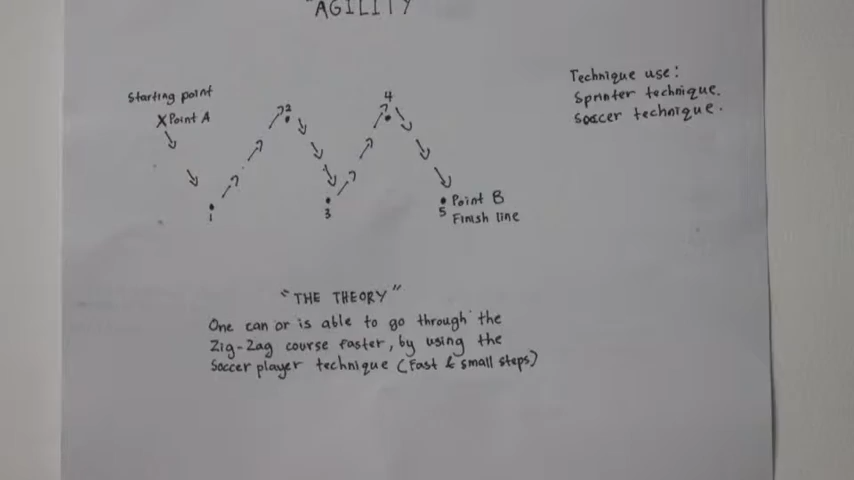 "AGILITY
Starting point
X Point A
1
2
3
4
5
Point B
Finish line
Technique use:
Sprinter technique.
Soccer technique.
"THE THEORY"
One can or is able to go through the
Zig-Zag course faster, by using the
Soccer player technique (Fast & small steps)